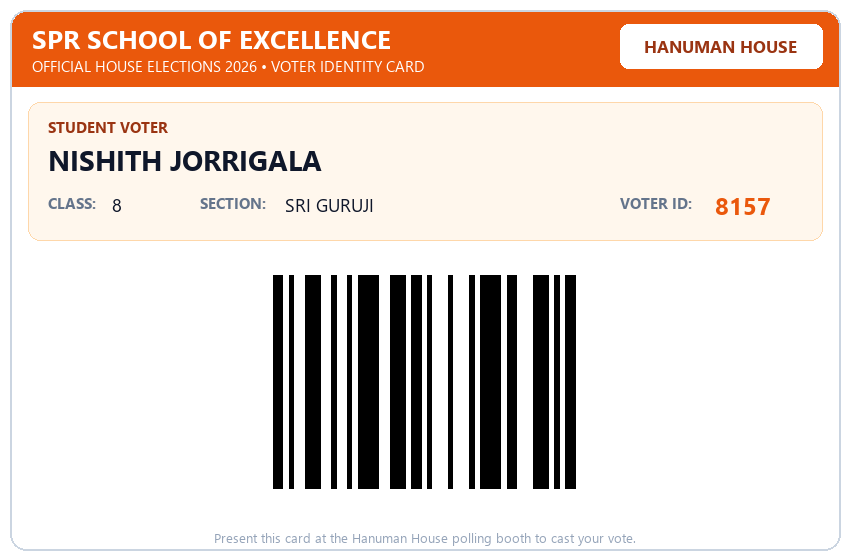 SPR SCHOOL OF EXCELLENCE
HANUMAN HOUSE
OFFICIAL HOUSE ELECTIONS 2026 • VOTER IDENTITY CARD
STUDENT VOTER
NISHITH JORRIGALA
CLASS: 8 SECTION: SRI GURUJI VOTER ID: 8157
Present this card at the Hanuman House polling booth to cast your vote.